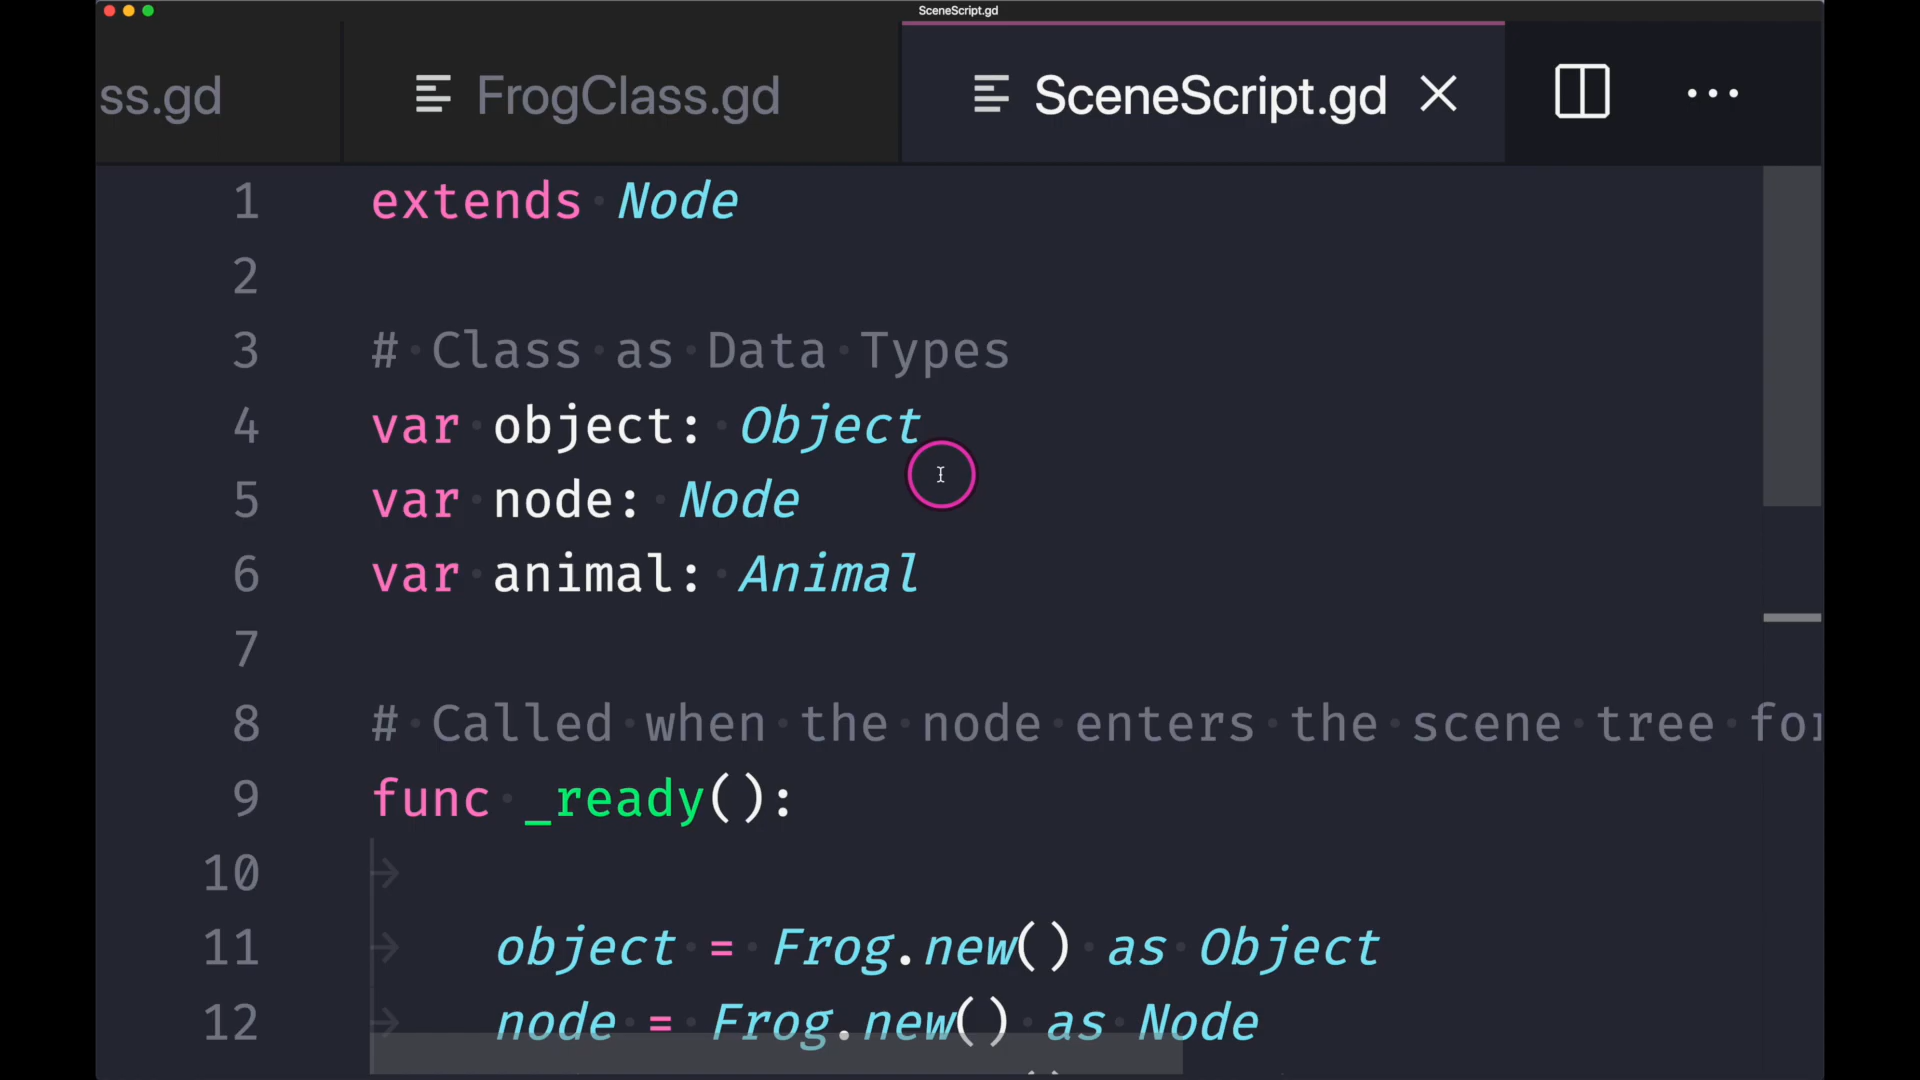 SceneScript.gd
ss.gd FrogClass.gd SceneScript.gd
1 extends Node
2
3 # Class as Data Types
4 var object: Object
5 var node: Node
6 var animal: Animal
7
8 # Called when the node enters the scene tree for
9 func _ready():
10
11 object = Frog.new() as Object
12 node = Frog.new() as Node